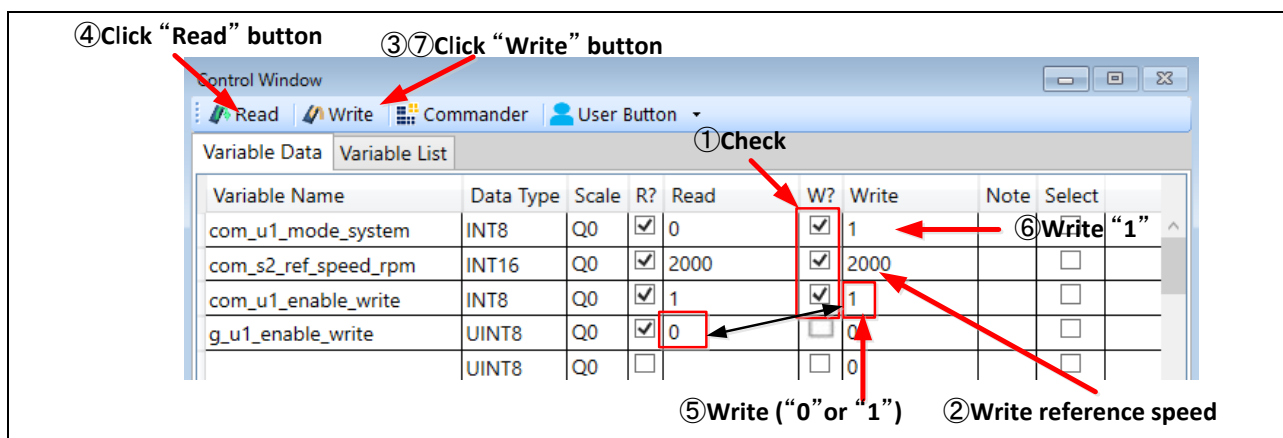 ④Click “Read” button
③⑦Click “Write” button
Control Window
Read Write Commander User Button
①Check
Variable Data Variable List
Variable Name Data Type Scale R? Read W? Write Note Select
com_u1_mode_system INT8 Q0 0 1 ⑥Write “1”
com_s2_ref_speed_rpm INT16 Q0 2000 2000
com_u1_enable_write INT8 Q0 1 1
g_u1_enable_write UINT8 Q0 0 0
UINT8 Q0 0
⑤Write (“0”or “1”) ②Write reference speed